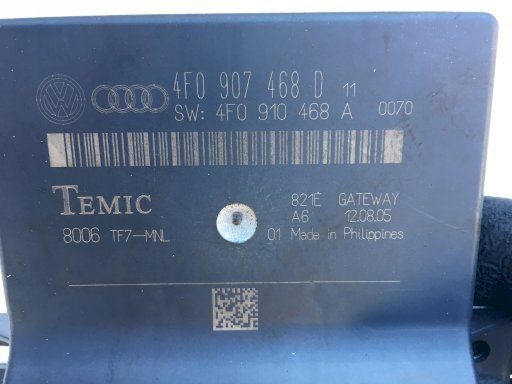 4F0 907 468 D 11
SW: 4F0 910 468 A 0070
TEMIC
821E GATEWAY
A6 12.08.05
8006 TF7-MNL
01 Made in Philippines